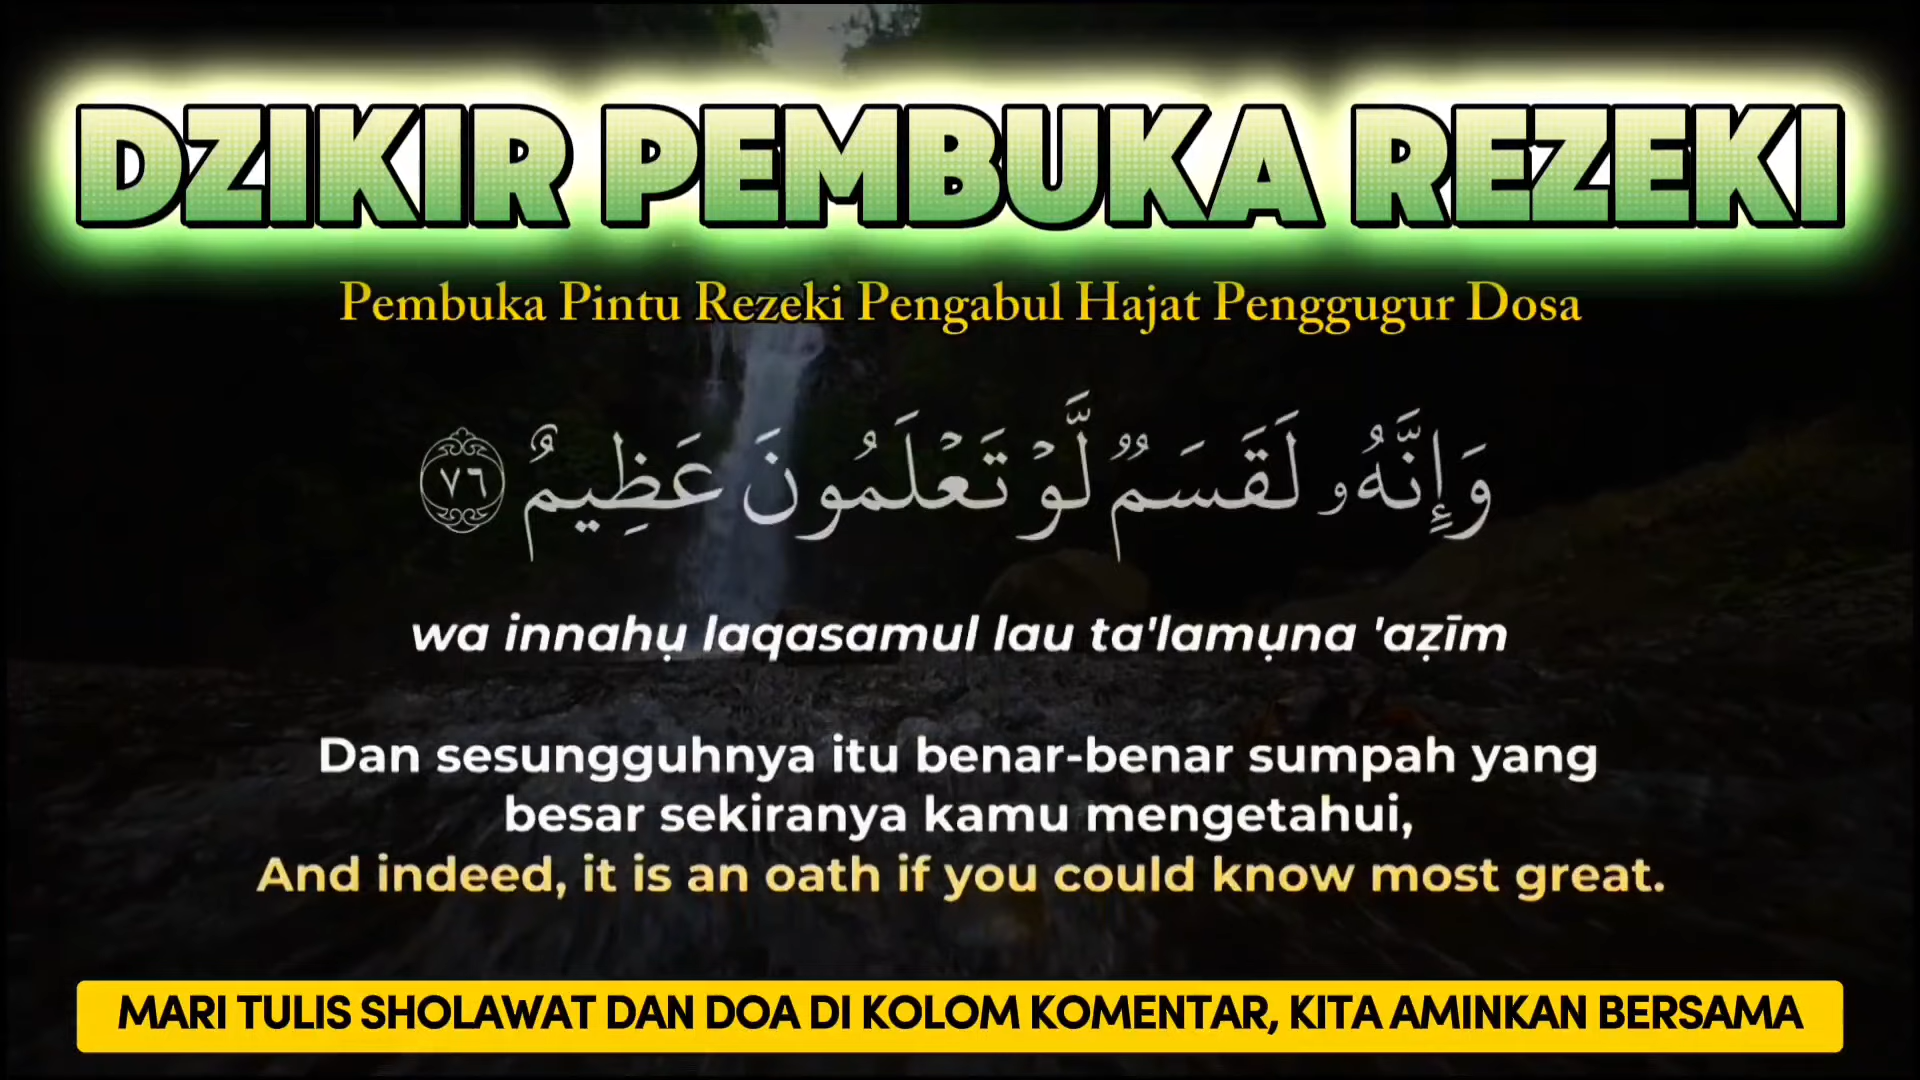 DZIKIR PEMBUKA REZEKI
Pembuka Pintu Rezeki Pengabul Hajat Penggugur Dosa
وَإِنَّهُۥ لَقَسَمٌ لَّوْ تَعْلَمُونَ عَظِيمٌ ٧٦
wa innahụ laqasamul lau ta'lamụna 'aẓīm
Dan sesungguhnya itu benar-benar sumpah yang
besar sekiranya kamu mengetahui,
And indeed, it is an oath if you could know most great.
MARI TULIS SHOLAWAT DAN DOA DI KOLOM KOMENTAR, KITA AMINKAN BERSAMA